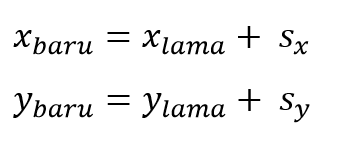 x_baru = x_lama + s_x
y_baru = y_lama + s_y